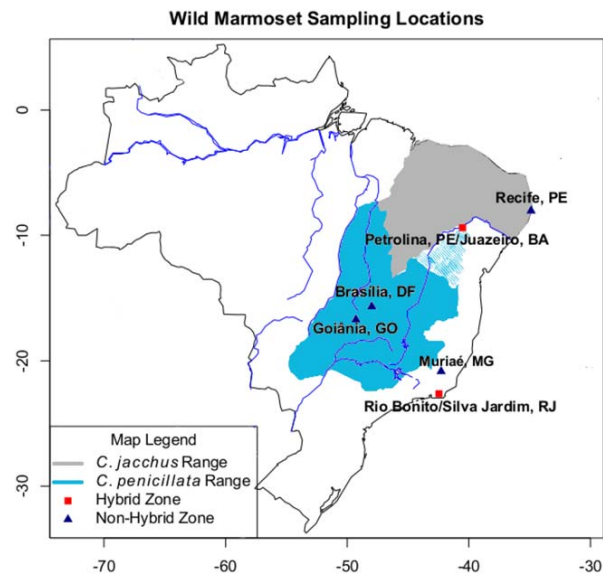 Wild Marmoset Sampling Locations
0
-10
-20
-30
Recife, PE
Petrolina, PE/Juazeiro, BA
Brasília, DF
Goiânia, GO
Muriaé, MG
Rio Bonito/Silva Jardim, RJ
Map Legend
C. jacchus Range
C. penicillata Range
Hybrid Zone
Non-Hybrid Zone
-70 -60 -50 -40 -30